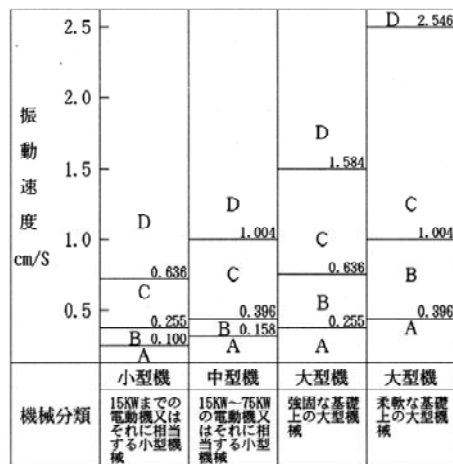 2.5
2.0
1.5
1.0
0.5
振動速度
cm/S
D
0.636
C
0.255
B 0.100
A
D
1.004
C
0.396
B 0.158
A
D
1.584
C
0.636
B
0.255
A
D 2.546
C
1.004
B
0.396
A
機械分類
小型機
中型機
大型機
大型機
15KWまでの
電動機又は
それに相当
する小型機
械
15KW~75KW
の電動機又
はそれに相
当する小型
機械
強固な基礎
上の大型機
械
柔軟な基礎
上の大型機
械